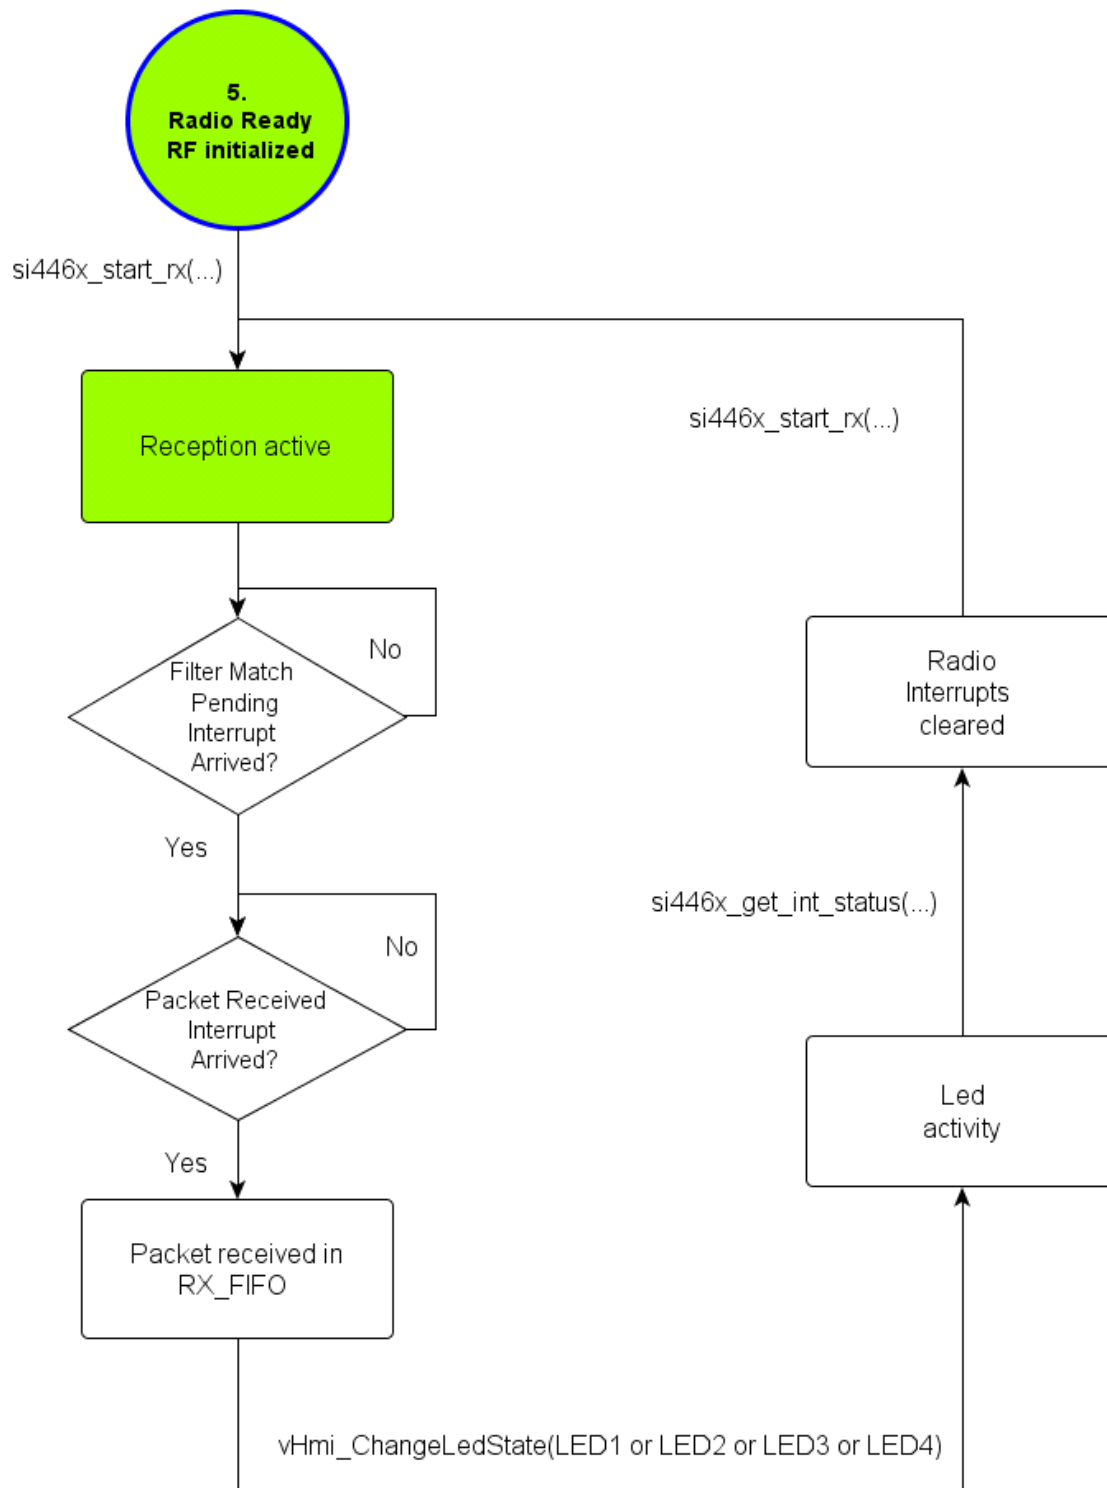 5.
Radio Ready
RF initialized
si446x_start_rx(...)
Reception active
si446x_start_rx(...)
No
Filter Match
Pending
Interrupt
Arrived?
Radio
Interrupts
cleared
Yes
si446x_get_int_status(...)
No
Packet Received
Interrupt
Arrived?
Led
activity
Yes
Packet received in
RX_FIFO
vHmi_ChangeLedState(LED1 or LED2 or LED3 or LED4)